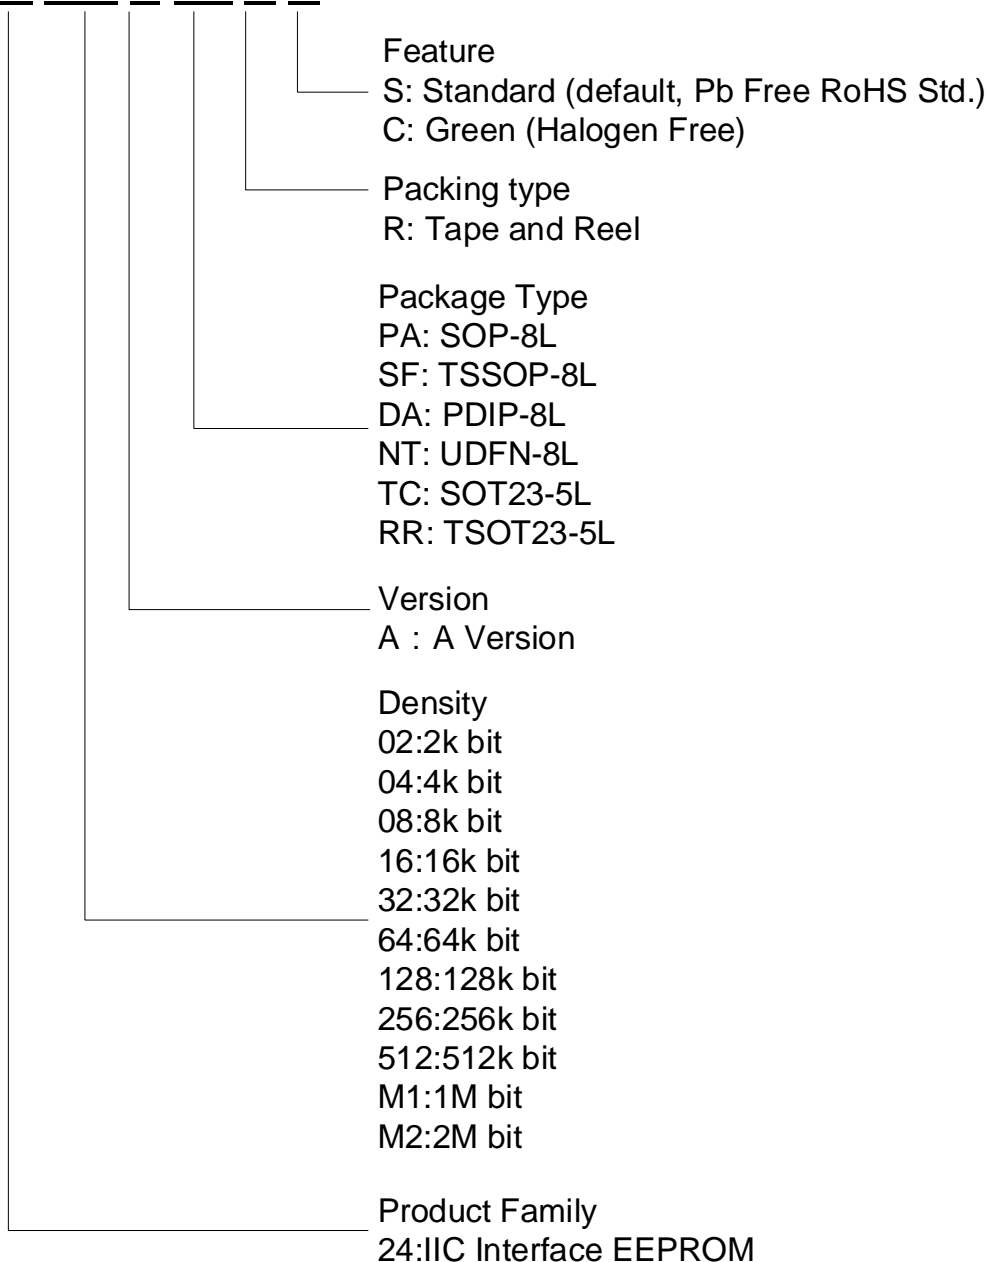 Feature
S: Standard (default, Pb Free RoHS Std.)
C: Green (Halogen Free)
Packing type
R: Tape and Reel
Package Type
PA: SOP-8L
SF: TSSOP-8L
DA: PDIP-8L
NT: UDFN-8L
TC: SOT23-5L
RR: TSOT23-5L
Version
A : A Version
Density
02:2k bit
04:4k bit
08:8k bit
16:16k bit
32:32k bit
64:64k bit
128:128k bit
256:256k bit
512:512k bit
M1:1M bit
M2:2M bit
Product Family
24:IIC Interface EEPROM